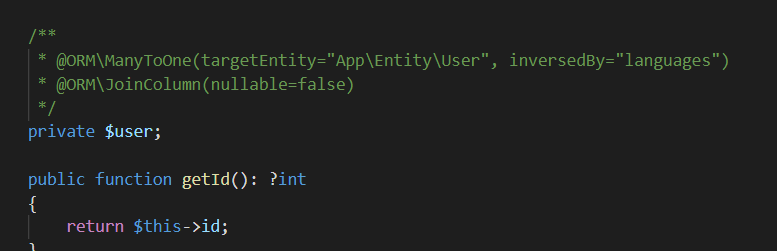 /**
* @ORM\ManyToOne(targetEntity="App\Entity\User", inversedBy="languages")
* @ORM\JoinColumn(nullable=false)
*/
private $user;
public function getId(): ?int
{
return $this->id;
}